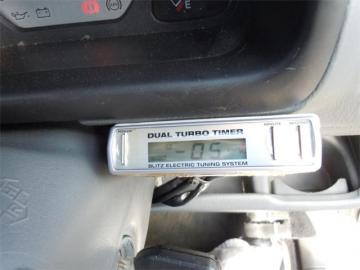 DUAL TURBO TIMER
-05
BLITZ ELECTRIC TUNING SYSTEM